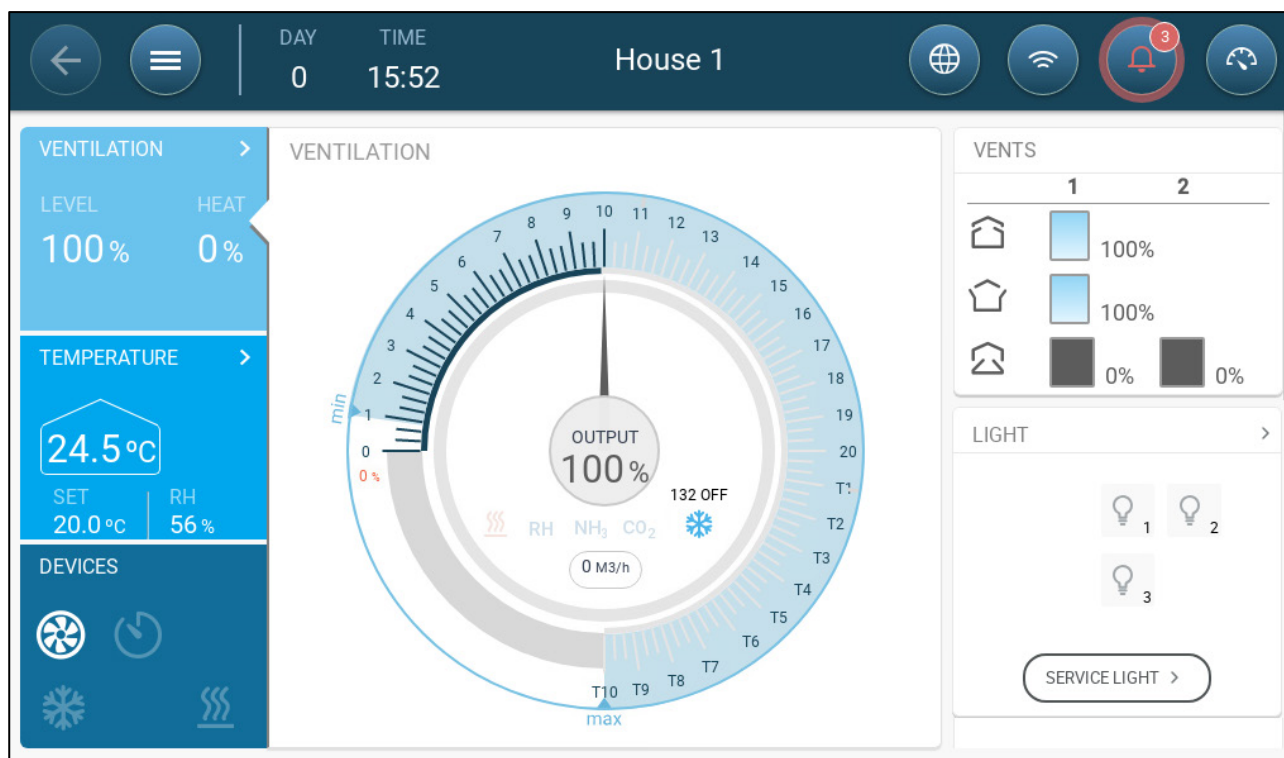 DAY TIME
0 15:52
House 1
3
VENTILATION >
LEVEL HEAT
100% 0%
TEMPERATURE >
24.5 ºC
SET RH
20.0 ºC 56 %
DEVICES
VENTILATION
min
0 %
0
1
2
3
4
5
6
7
8
9
10
11
12
13
14
15
16
17
18
19
20
T1
T2
T3
T4
T5
T6
T7
T8
T9
T10
max
OUTPUT
100%
132 OFF
RH NH₃ CO₂
0 M3/h
VENTS
1 2
100%
100%
0% 0%
LIGHT >
1 2
3
SERVICE LIGHT >